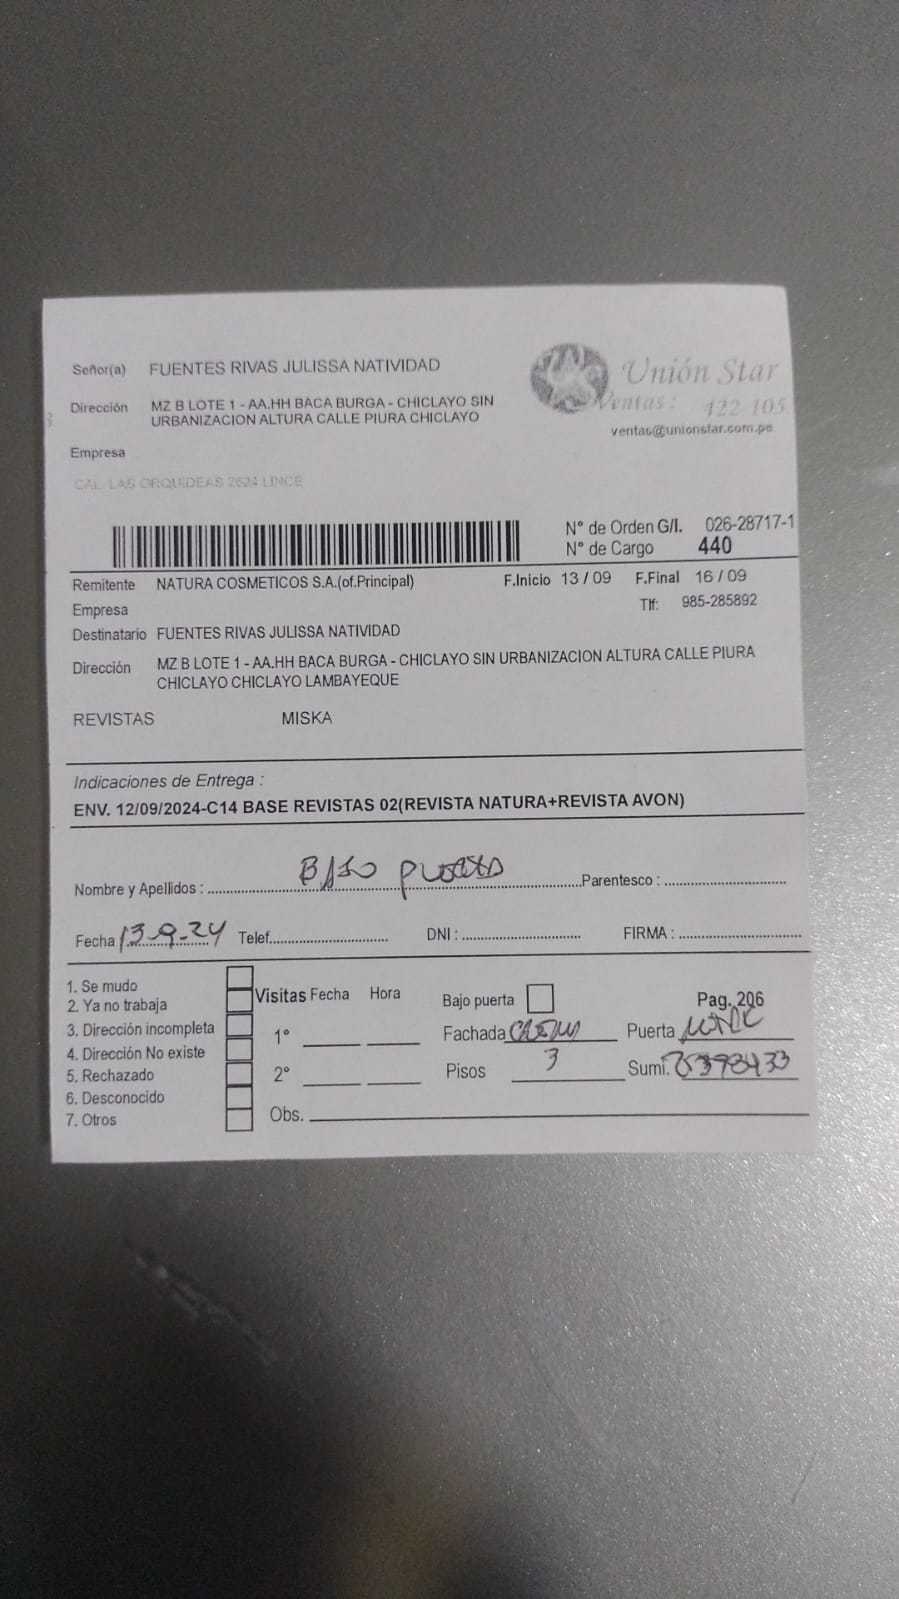 Señor(a) FUENTES RIVAS JULISSA NATIVIDAD
Unión Star
Ventas: 422 105
ventas@unionstar.com.pe
Dirección MZ B LOTE 1 - AA.HH BACA BURGA - CHICLAYO SIN
URBANIZACION ALTURA CALLE PIURA CHICLAYO
Empresa
CAL. LAS ORQUIDEAS 2624 LINCE
N° de Orden G/I. 026-28717-1
N° de Cargo 440
Remitente NATURA COSMETICOS S.A.(of.Principal) F.Inicio 13 / 09 F.Final 16 / 09
Empresa Tlf: 985-285892
Destinatario FUENTES RIVAS JULISSA NATIVIDAD
Dirección MZ B LOTE 1 - AA.HH BACA BURGA - CHICLAYO SIN URBANIZACION ALTURA CALLE PIURA
CHICLAYO CHICLAYO LAMBAYEQUE
REVISTAS MISKA
Indicaciones de Entrega :
ENV. 12/09/2024-C14 BASE REVISTAS 02(REVISTA NATURA+REVISTA AVON)
Nombre y Apellidos : BAJO PUERTA Parentesco :
Fecha 13-9-24 Telef. DNI : FIRMA :
1. Se mudo
2. Ya no trabaja
3. Dirección incompleta
4. Dirección No existe
5. Rechazado
6. Desconocido
7. Otros
Visitas Fecha Hora
1°
2°
Obs.
Bajo puerta Pag. 206
Fachada CREMA Puerta
Pisos 3 Sumi.